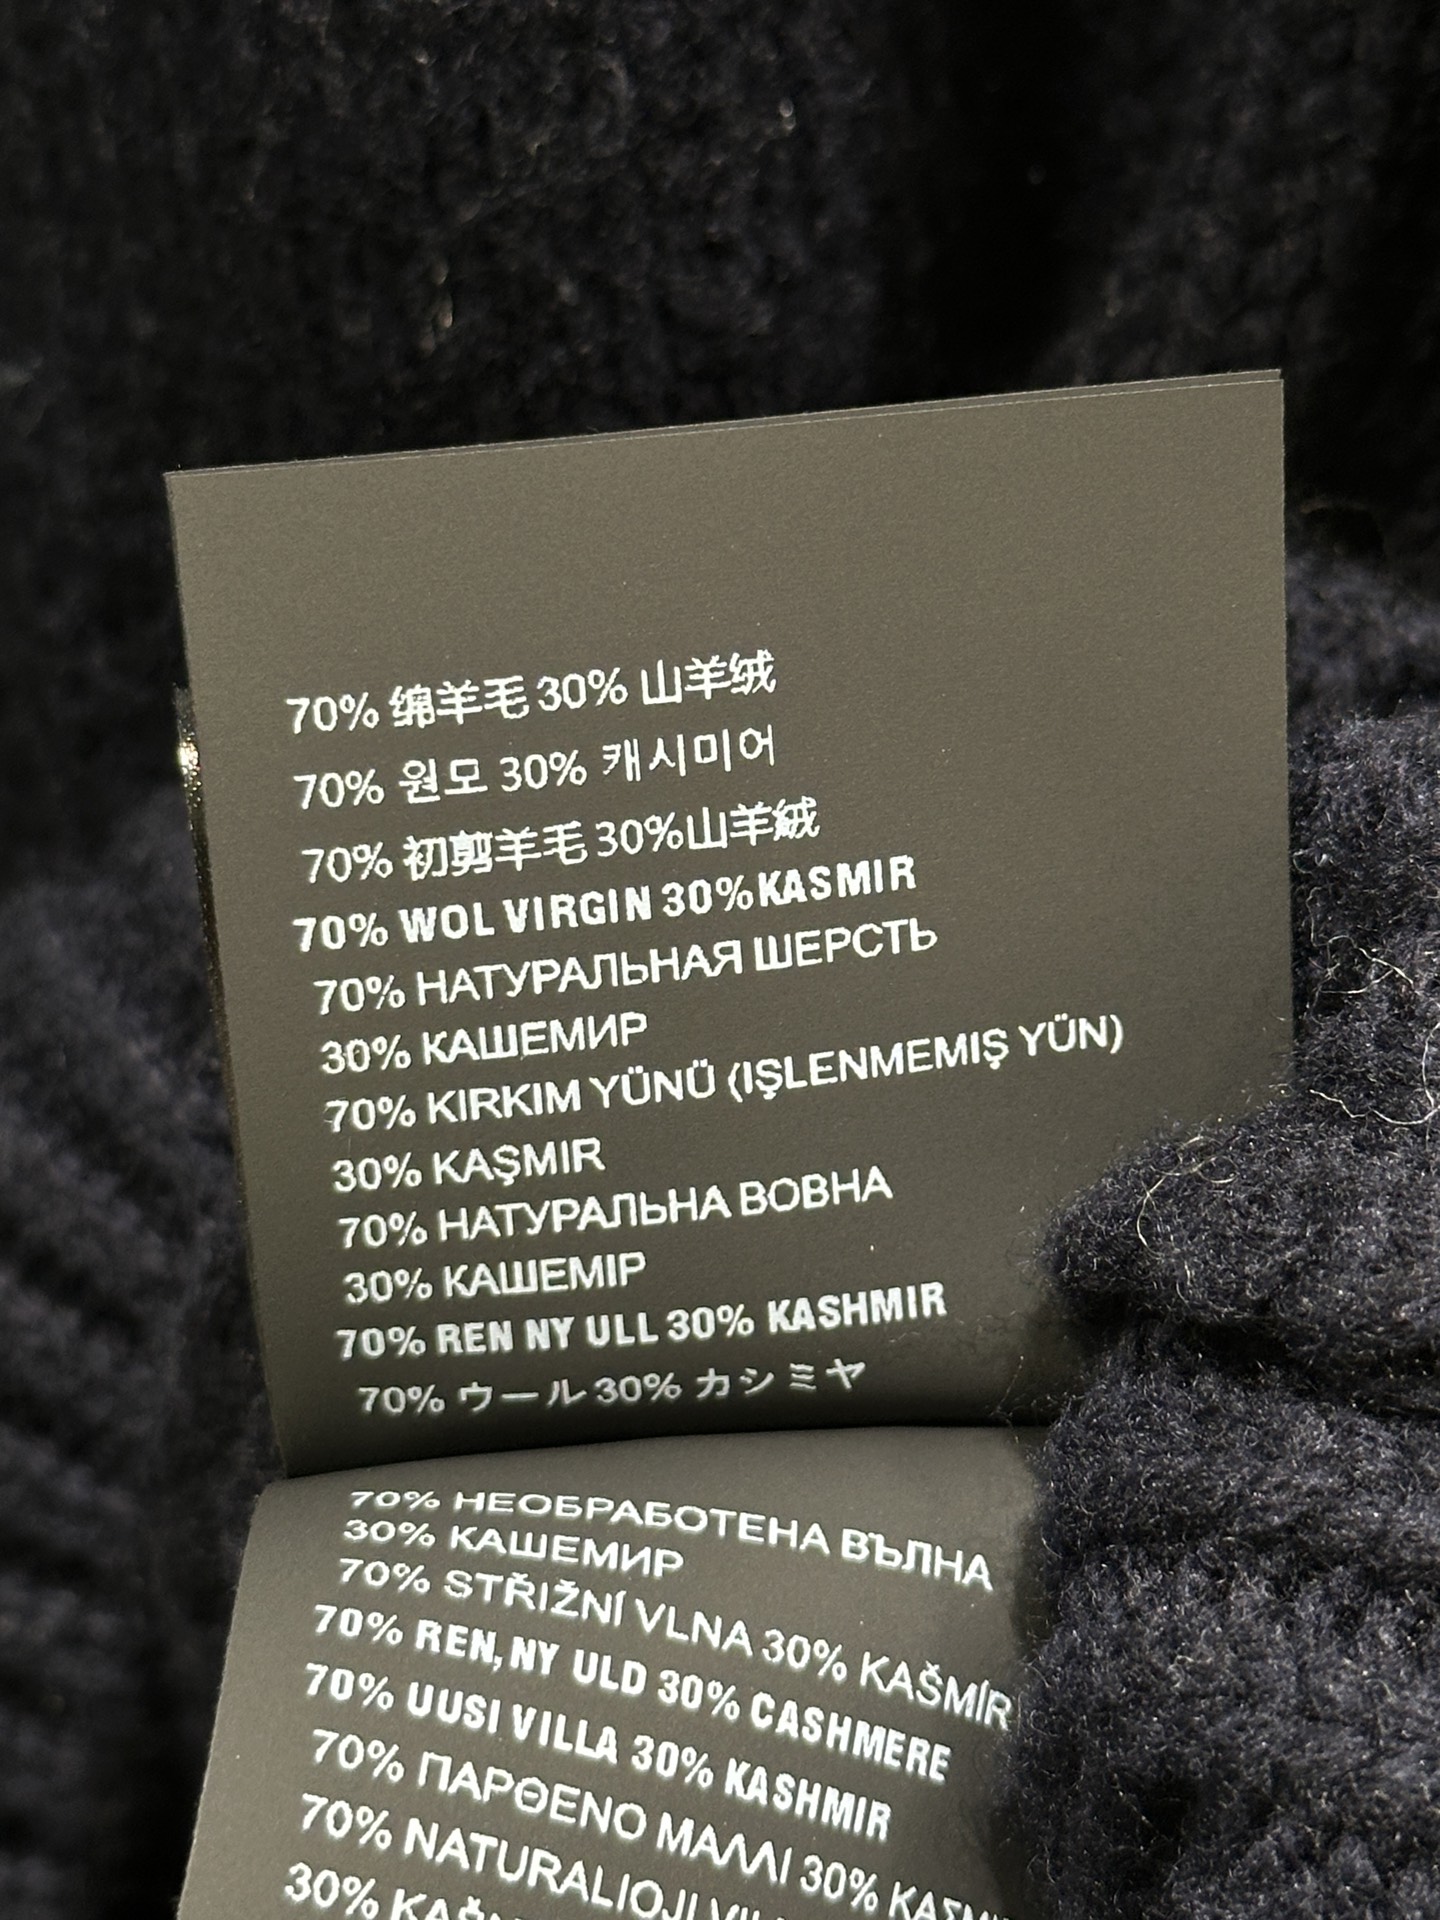 70% 绵羊毛 30% 山羊绒
70% 원모 30% 캐시미어
70% 初剪羊毛 30%山羊絨
70% WOL VIRGIN 30%KASMIR
70% НАТУРАЛЬНАЯ ШЕРСТЬ
30% КАШЕМИР
70% KIRKIM YÜNÜ (IŞLENMEMIŞ YÜN)
30% KAŞMIR
70% НАТУРАЛЬНА ВОВНА
30% КАШЕМІР
70% REN NY ULL 30% KASHMIR
70% ウール 30% カシミヤ
70% НЕОБРАБОТЕНА ВЪЛНА
30% КАШЕМИР
70% STŘIŽNÍ VLNA 30% KAŠMÍR
70% REN, NY ULD 30% CASHMERE
70% UUSI VILLA 30% KASHMIR
70% ΠΑΡΘΕΝΟ ΜΑΛΛΙ 30%
70% NATURALIOJI
30%